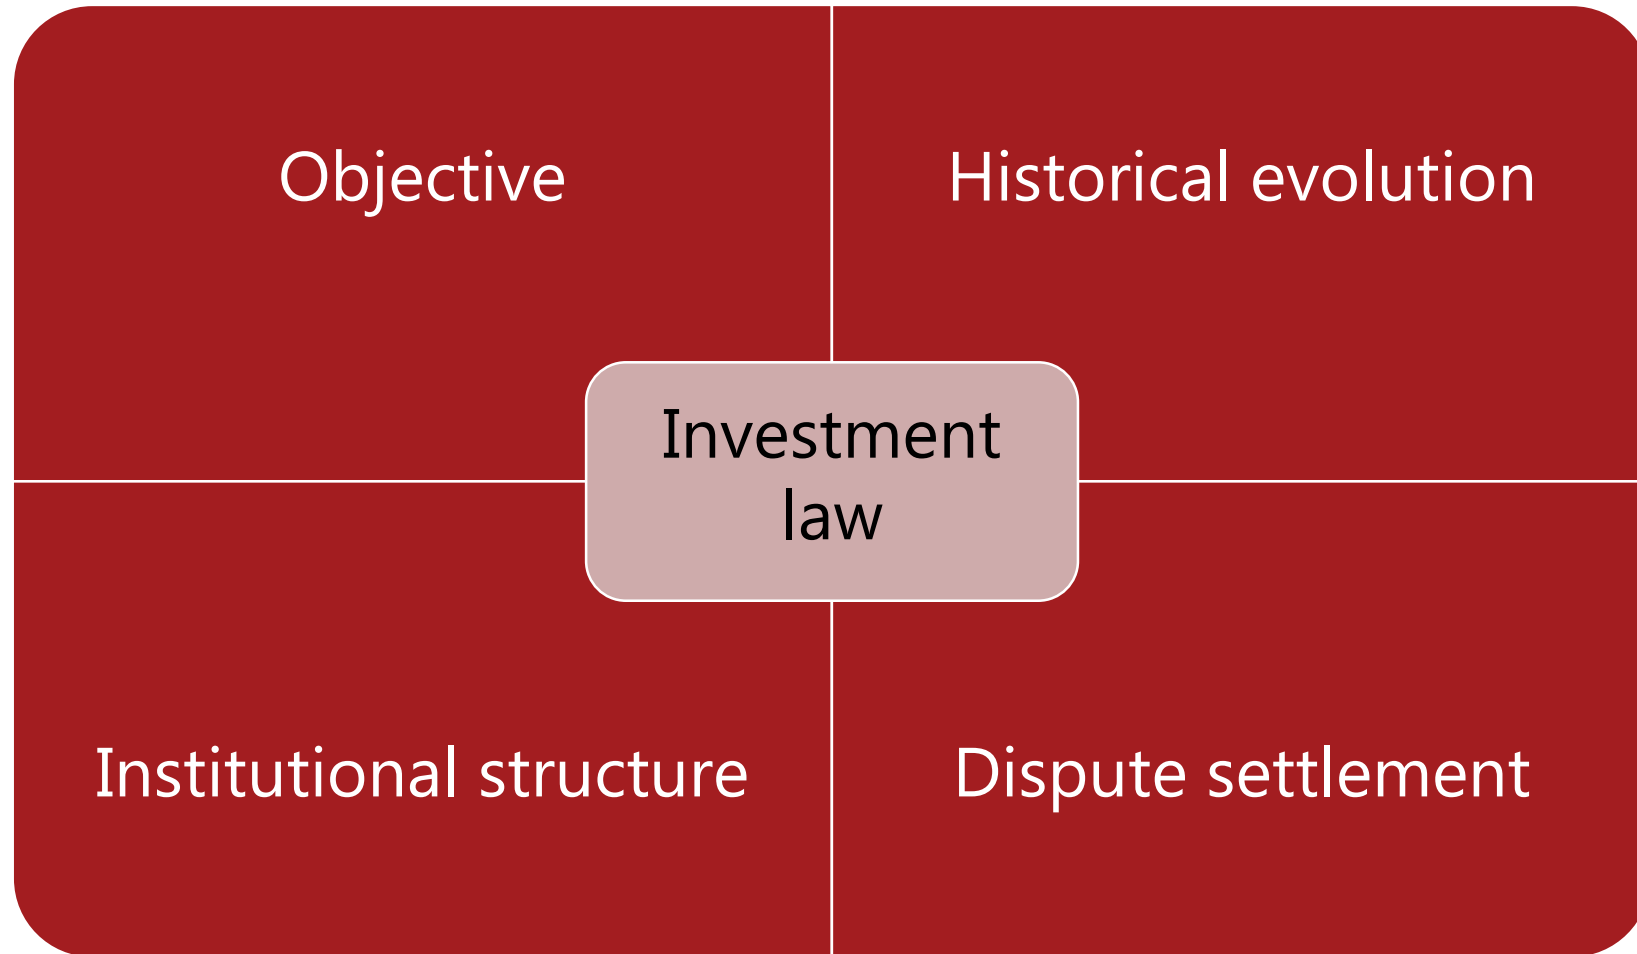 Objective
Historical evolution
Investment
law
Institutional structure
Dispute settlement